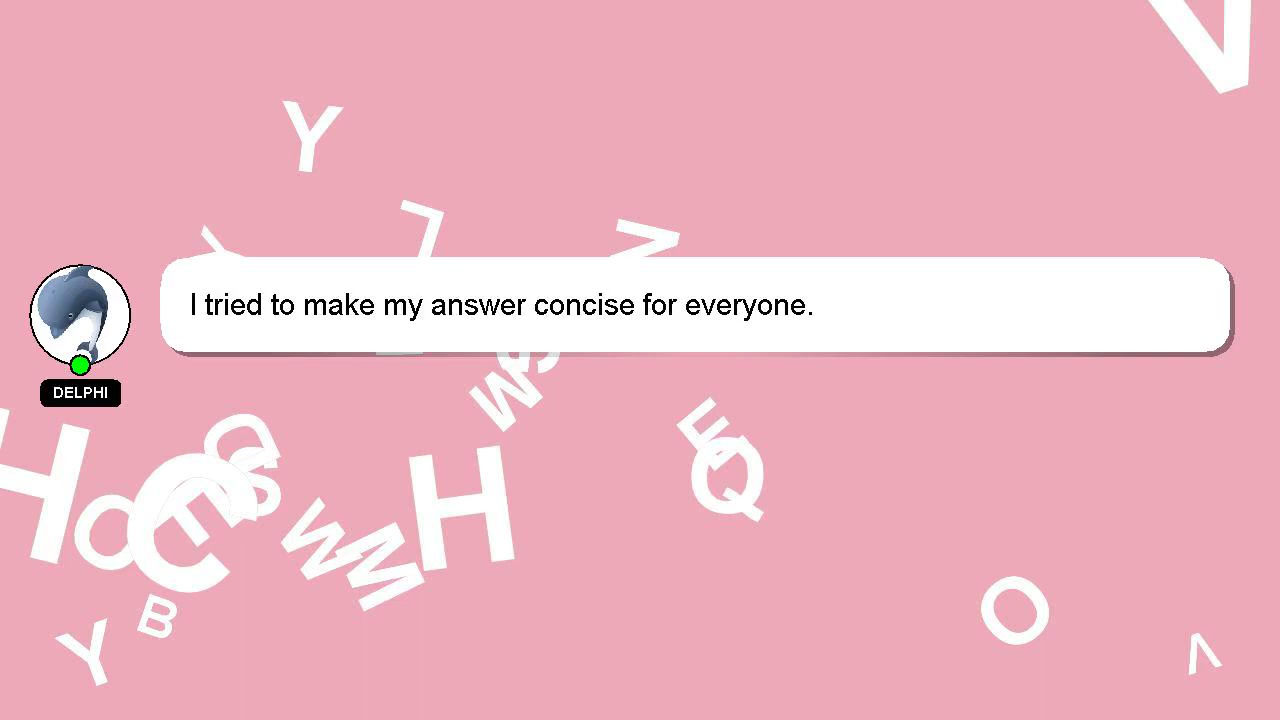 I tried to make my answer concise for everyone.
DELPHI
V
Y
L
Y
Z
S
W
H
D
S
C
O
T
W
M
H
E
Q
B
Y
O
V